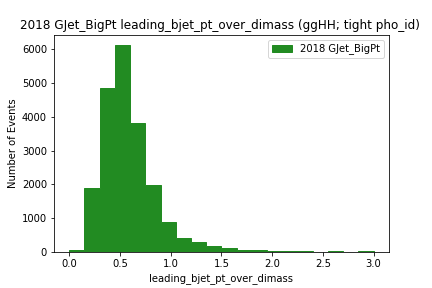 2018 GJet_BigPt leading_bjet_pt_over_dimass (ggHH; tight pho_id)
2018 GJet_BigPt
Number of Events
6000
5000
4000
3000
2000
1000
0
0.0 0.5 1.0 1.5 2.0 2.5 3.0
leading_bjet_pt_over_dimass